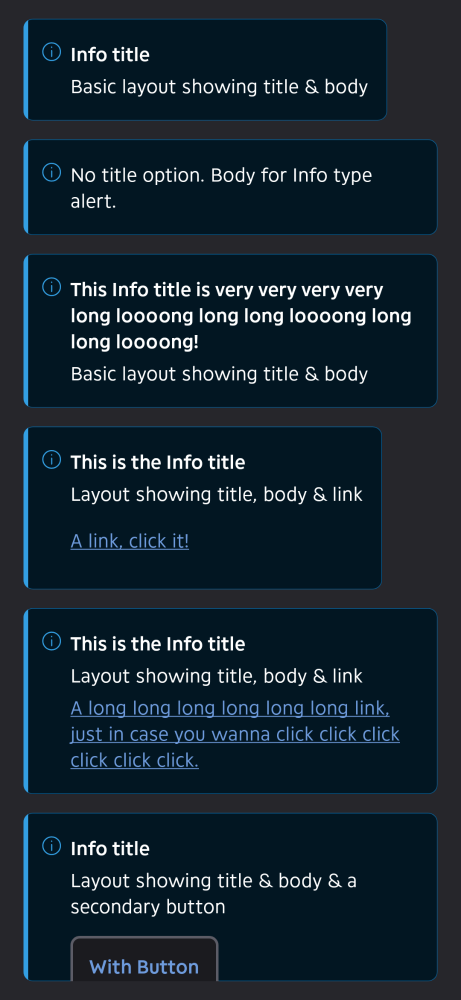 Info title
Basic layout showing title & body
No title option. Body for Info type
alert.
This Info title is very very very very
long loooong long long loooong long
long loooong!
Basic layout showing title & body
This is the Info title
Layout showing title, body & link
A link, click it!
This is the Info title
Layout showing title, body & link
A long long long long long long link,
just in case you wanna click click click
click click click.
Info title
Layout showing title & body & a
secondary button
With Button